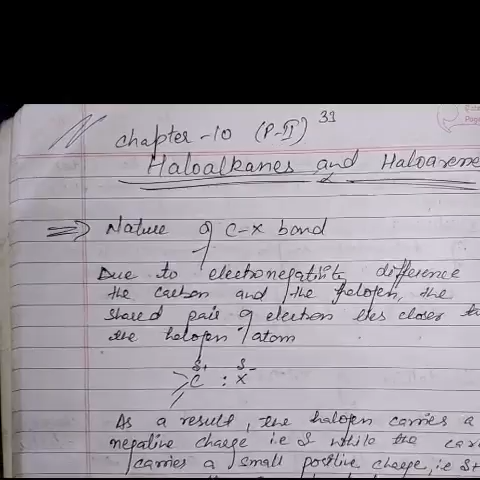 chapter -10 (P-II) 31
Haloalkanes and Haloarene
⇒ Nature of C-X bond
Due to electronegativity difference
the carbon and the halogen, the
shared pair of electron lies closer to
the halogen atom
δ+ δ-
C : X
As a result, the halogen carries a
negative charge i.e δ while the car
carries a small positive charge, i.e δ+